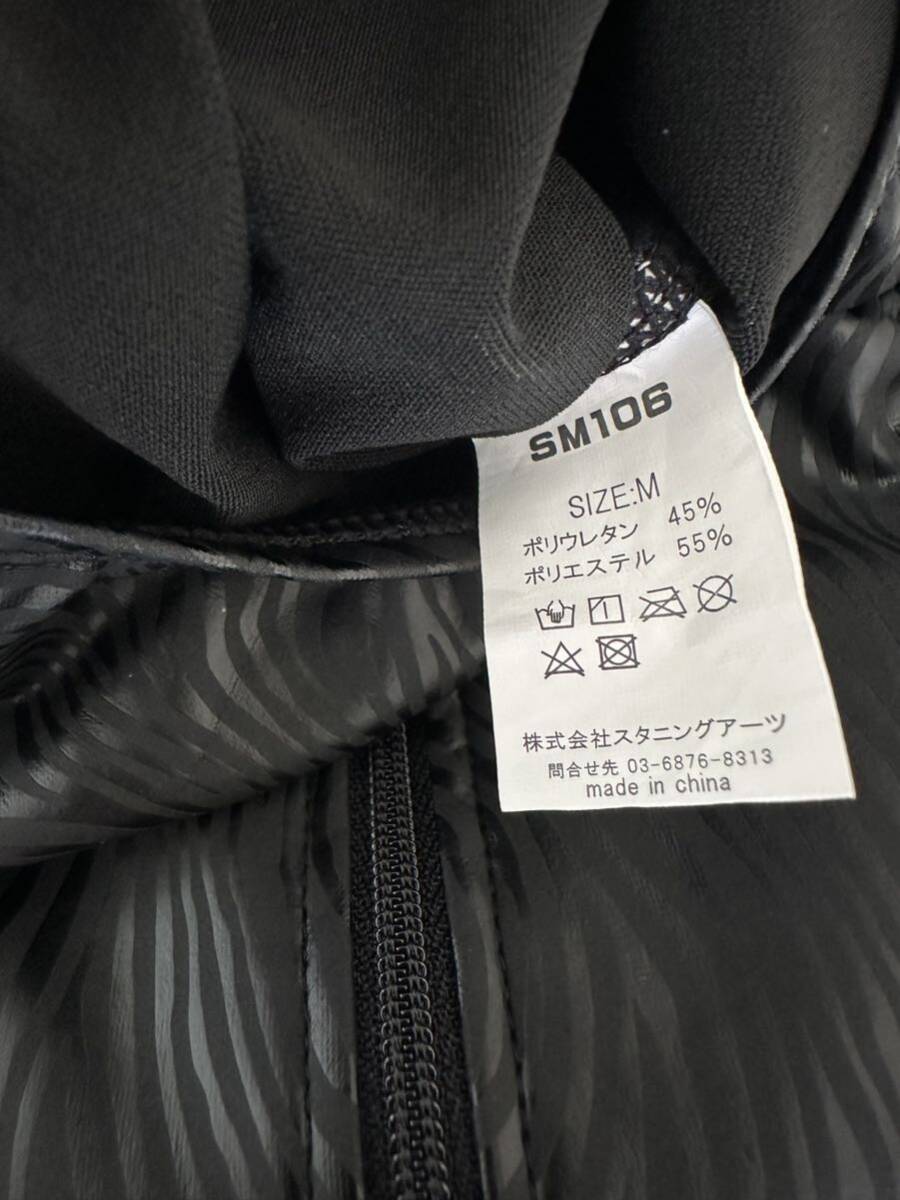 SM106
SIZE:M
ポリウレタン 45%
ポリエステル 55%
株式会社スタニングアーツ
問合せ先 03-6876-8313
made in china